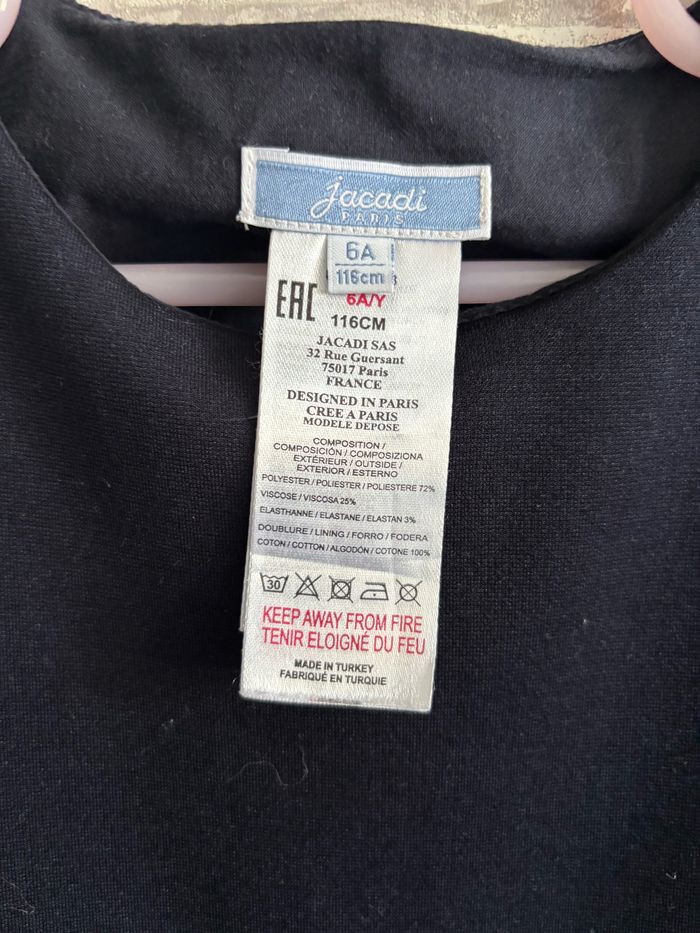 jacadi
PARIS
6A
116cm
EAC
6A/Y
116CM
JACADI SAS
32 Rue Guersant
75017 Paris
FRANCE
DESIGNED IN PARIS
CREE A PARIS
MODELE DEPOSE
COMPOSITION /
COMPOSICIÓN / COMPOSIZIONA
EXTÉRIEUR / OUTSIDE /
EXTERIOR / ESTERNO
POLYESTER / POLIESTER / POLIESTERE 72%
VISCOSE / VISCOSA 25%
ELASTHANNE / ELASTANE / ELASTAN 3%
DOUBLURE / LINING / FORRO / FODERA
COTON / COTTON / ALGODÓN / COTONE 100%
30
KEEP AWAY FROM FIRE
TENIR ELOIGNÉ DU FEU
MADE IN TURKEY
FABRIQUÉ EN TURQUIE